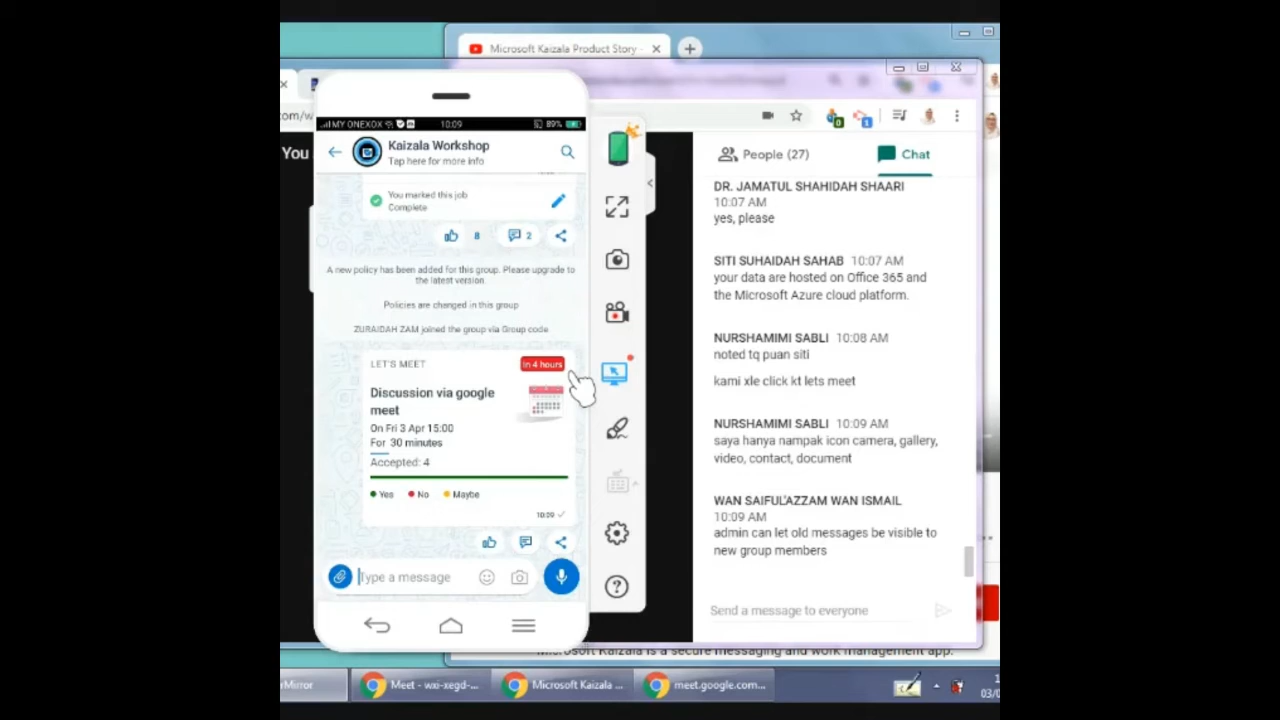 Microsoft Kaizala Product Story -
com/w
You
MY ONEXOX
10:09
89%
Kaizala Workshop
Tap here for more info
You marked this job
Complete
8
2
A new policy has been added for this group. Please upgrade to
the latest version.
Policies are changed in this group
ZURAIDAH ZAM joined the group via Group code
LET'S MEET
In 4 hours
Discussion via google
meet
On Fri 3 Apr 15:00
For 30 minutes
Accepted: 4
Yes No Maybe
10:09
Type a message
0
1
People (27)
Chat
DR. JAMATUL SHAHIDAH SHAARI
10:07 AM
yes, please
SITI SUHAIDAH SAHAB 10:07 AM
your data are hosted on Office 365 and
the Microsoft Azure cloud platform.
NURSHAMIMI SABLI 10:08 AM
noted tq puan siti
kami xle click kt lets meet
NURSHAMIMI SABLI 10:09 AM
saya hanya nampak icon camera, gallery,
video, contact, document
WAN SAIFUL'AZZAM WAN ISMAIL
10:09 AM
admin can let old messages be visible to
new group members
Send a message to everyone
Microsoft Kaizala is a secure messaging and work management app.
rMirror
Meet - wxi-xegd-...
Microsoft Kaizala ...
meet.google.com...
03/0